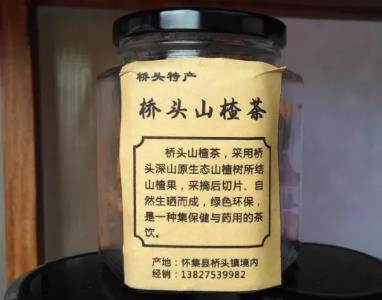 桥头特产
桥头山楂茶
桥头山楂茶，采用桥
头深山原生态山楂树所结
山楂果，采摘后切片、自
然生晒而成，绿色环保，
是一种集保健与药用的茶
饮。
产地：怀集县桥头镇境内
经销：13827539982